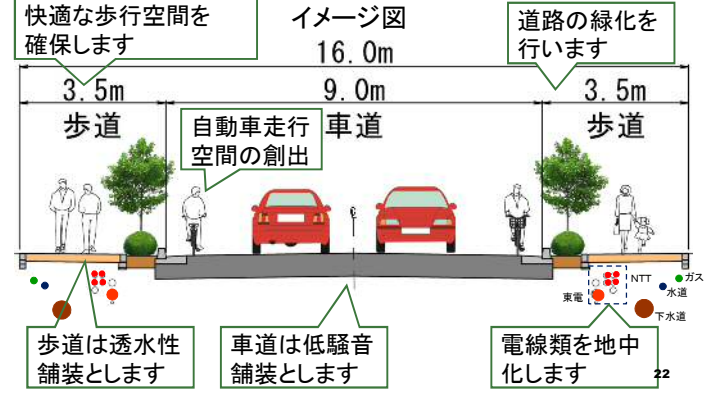 快適な歩行空間を
確保します
イメージ図
道路の緑化を
行います
16.0m
3.5m
9.0m
3.5m
歩道
車道
歩道
自動車走行
空間の創出
NTT
ガス
水道
東電
下水道
歩道は透水性
舗装とします
車道は低騒音
舗装とします
電線類を地中
化します
22